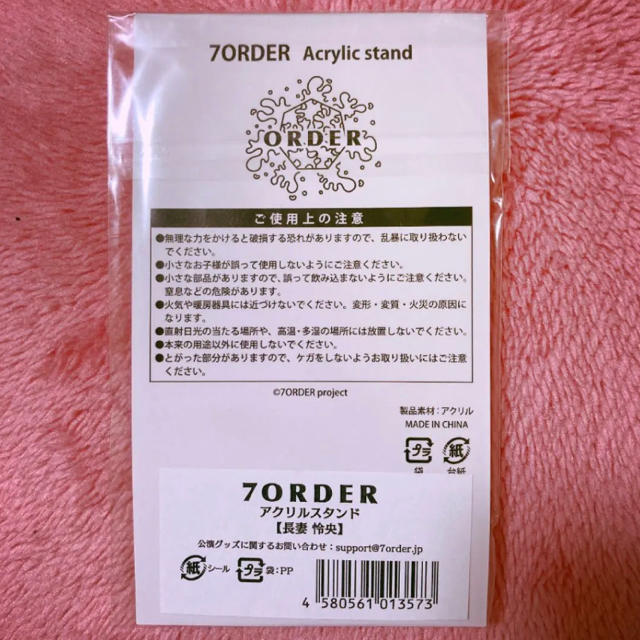 7ORDER Acrylic stand
ORDER
ご使用上の注意
●無理な力をかけると破損する恐れがありますので、乱暴に取り扱わない
でください。
●小さなお子様が誤って使用しないようにご注意ください。
●小さな部品がありますので、誤って飲み込まないようにご注意ください。
窒息などの危険があります。
●火気や暖房器具には近づけないでください。変形・変質・火災の原因に
なります。
●直射日光の当たる場所や、高温・多湿の場所には放置しないでください。
●本来の用途以外に使用しないでください。
●とがった部分がありますので、ケガをしないようお取り扱いにはご注意
ください。
©7ORDER project
製品素材：アクリル
MADE IN CHINA
プラ 紙
袋 台紙
7ORDER
アクリルスタンド
【長妻 怜央】
公演グッズに関するお問い合わせ：support@7order.jp
紙 シール プラ 袋：PP
4 580561 013573